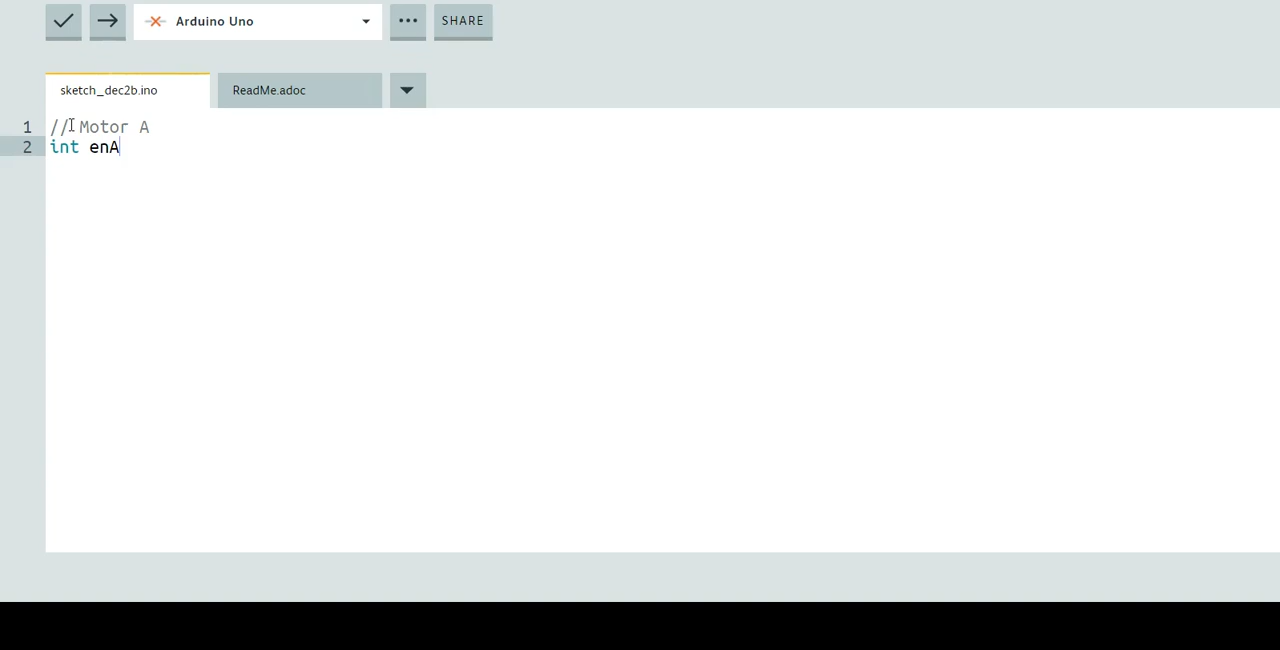 Arduino Uno
SHARE
sketch_dec2b.ino
ReadMe.adoc
1 // Motor A
2 int enA